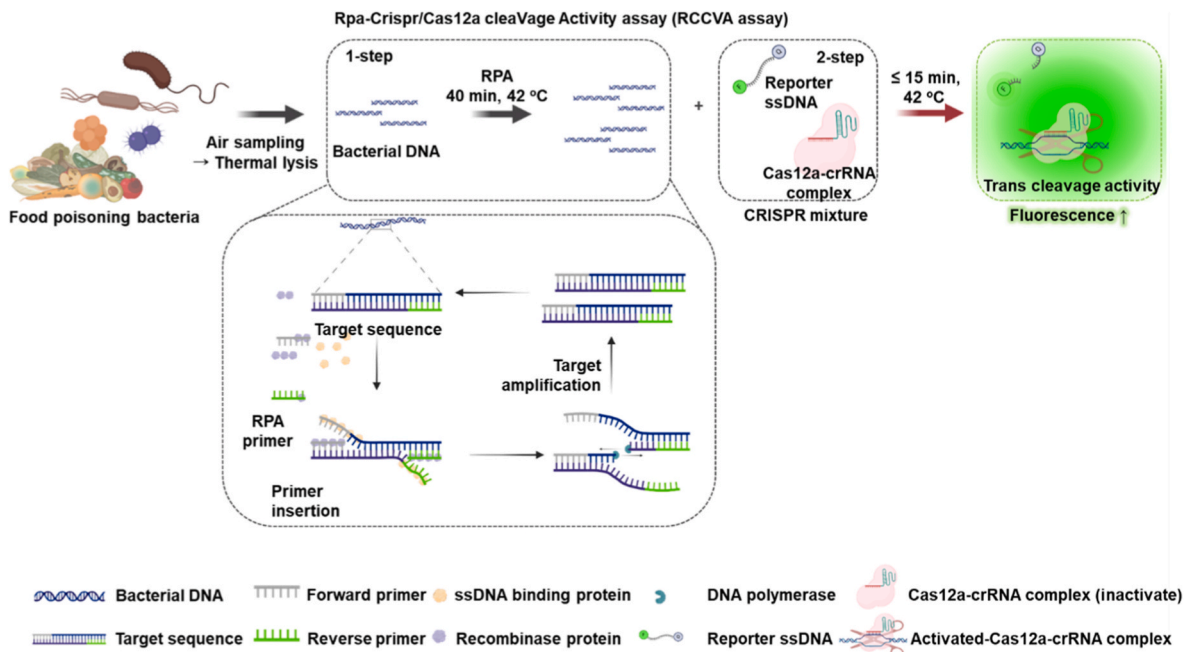 Rpa-Crispr/Cas12a cleaVage Activity assay (RCCVA assay)
Food poisoning bacteria
Air sampling
→ Thermal lysis
1-step
Bacterial DNA
RPA
40 min, 42 ºC
+
2-step
Reporter
ssDNA
Cas12a-crRNA
complex
CRISPR mixture
≤ 15 min,
42 ºC
Trans cleavage activity
Fluorescence ↑
Target sequence
RPA
primer
Primer
insertion
Target
amplification
Bacterial DNA
Forward primer
ssDNA binding protein
DNA polymerase
Cas12a-crRNA complex (inactivate)
Target sequence
Reverse primer
Recombinase protein
Reporter ssDNA
Activated-Cas12a-crRNA complex